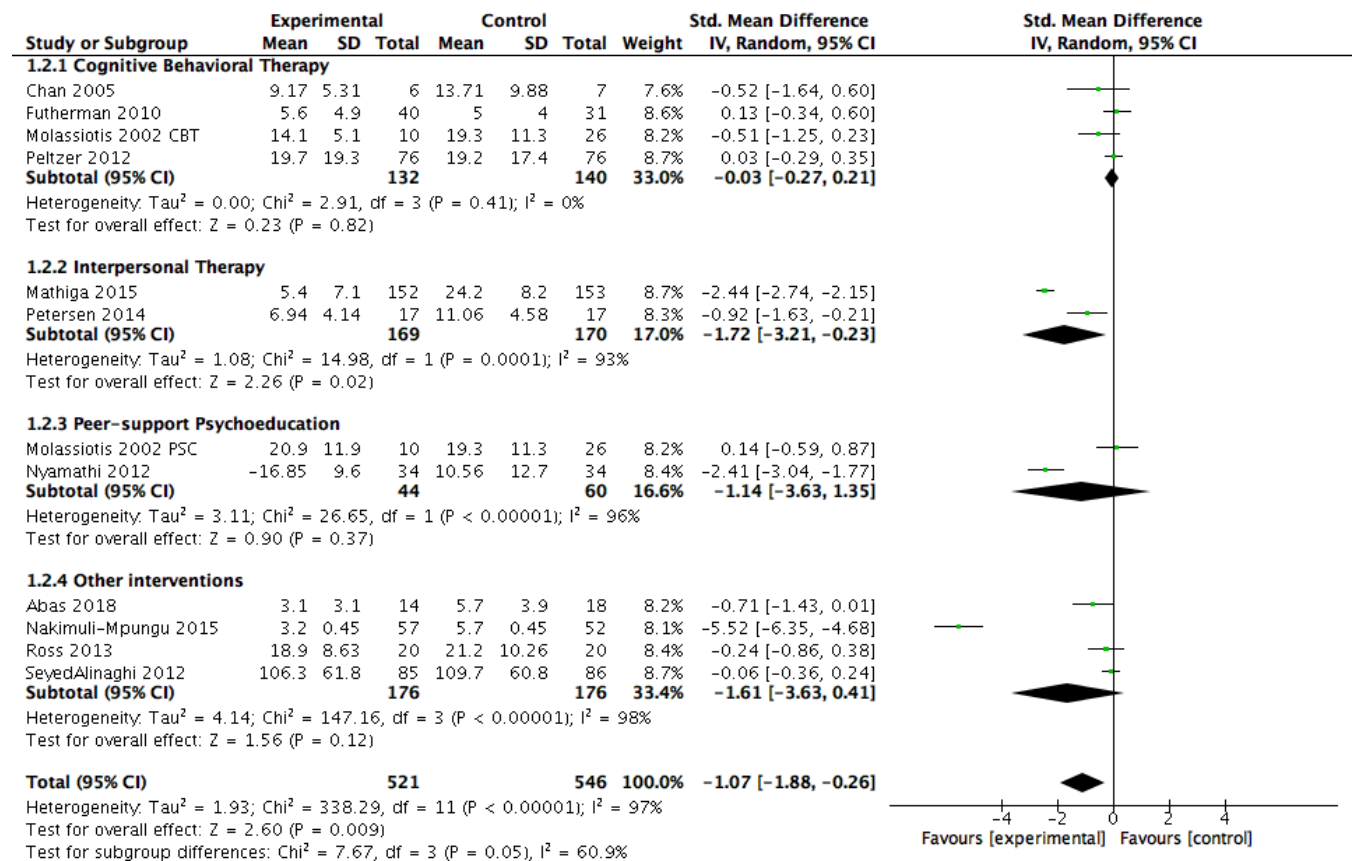 Experimental Control Std. Mean Difference Std. Mean Difference
Study or Subgroup Mean SD Total Mean SD Total Weight IV, Random, 95% CI IV, Random, 95% CI
1.2.1 Cognitive Behavioral Therapy
Chan 2005 9.17 5.31 6 13.71 9.88 7 7.6% -0.52 [-1.64, 0.60]
Futherman 2010 5.6 4.9 40 5 4 31 8.6% 0.13 [-0.34, 0.60]
Molassiotis 2002 CBT 14.1 5.1 10 19.3 11.3 26 8.2% -0.51 [-1.25, 0.23]
Peltzer 2012 19.7 19.3 76 19.2 17.4 76 8.7% 0.03 [-0.29, 0.35]
Subtotal (95% CI) 132 140 33.0% -0.03 [-0.27, 0.21]
Heterogeneity: Tau² = 0.00; Chi² = 2.91, df = 3 (P = 0.41); I² = 0%
Test for overall effect: Z = 0.23 (P = 0.82)
1.2.2 Interpersonal Therapy
Mathiga 2015 5.4 7.1 152 24.2 8.2 153 8.7% -2.44 [-2.74, -2.15]
Petersen 2014 6.94 4.14 17 11.06 4.58 17 8.3% -0.92 [-1.63, -0.21]
Subtotal (95% CI) 169 170 17.0% -1.72 [-3.21, -0.23]
Heterogeneity: Tau² = 1.08; Chi² = 14.98, df = 1 (P = 0.0001); I² = 93%
Test for overall effect: Z = 2.26 (P = 0.02)
1.2.3 Peer-support Psychoeducation
Molassiotis 2002 PSC 20.9 11.9 10 19.3 11.3 26 8.2% 0.14 [-0.59, 0.87]
Nyamathi 2012 -16.85 9.6 34 10.56 12.7 34 8.4% -2.41 [-3.04, -1.77]
Subtotal (95% CI) 44 60 16.6% -1.14 [-3.63, 1.35]
Heterogeneity: Tau² = 3.11; Chi² = 26.65, df = 1 (P < 0.00001); I² = 96%
Test for overall effect: Z = 0.90 (P = 0.37)
1.2.4 Other interventions
Abas 2018 3.1 3.1 14 5.7 3.9 18 8.2% -0.71 [-1.43, 0.01]
Nakimuli-Mpungu 2015 3.2 0.45 57 5.7 0.45 52 8.1% -5.52 [-6.35, -4.68]
Ross 2013 18.9 8.63 20 21.2 10.26 20 8.2% -0.24 [-0.86, 0.38]
SeyedAlinaghi 2012 106.3 61.8 85 109.7 60.8 86 8.7% -0.06 [-0.36, 0.24]
Subtotal (95% CI) 176 176 33.4% -1.61 [-3.63, 0.41]
Heterogeneity: Tau² = 4.14; Chi² = 147.16, df = 3 (P < 0.00001); I² = 98%
Test for overall effect: Z = 1.56 (P = 0.12)
Total (95% CI) 521 546 100.0% -1.07 [-1.88, -0.26]
Heterogeneity: Tau² = 1.93; Chi² = 338.29, df = 11 (P < 0.00001); I² = 97%
Test for overall effect: Z = 2.60 (P = 0.009)
Test for subgroup differences: Chi² = 7.67, df = 3 (P = 0.05), I² = 60.9%
-4 -2 0 2 4
Favours [experimental] Favours [control]